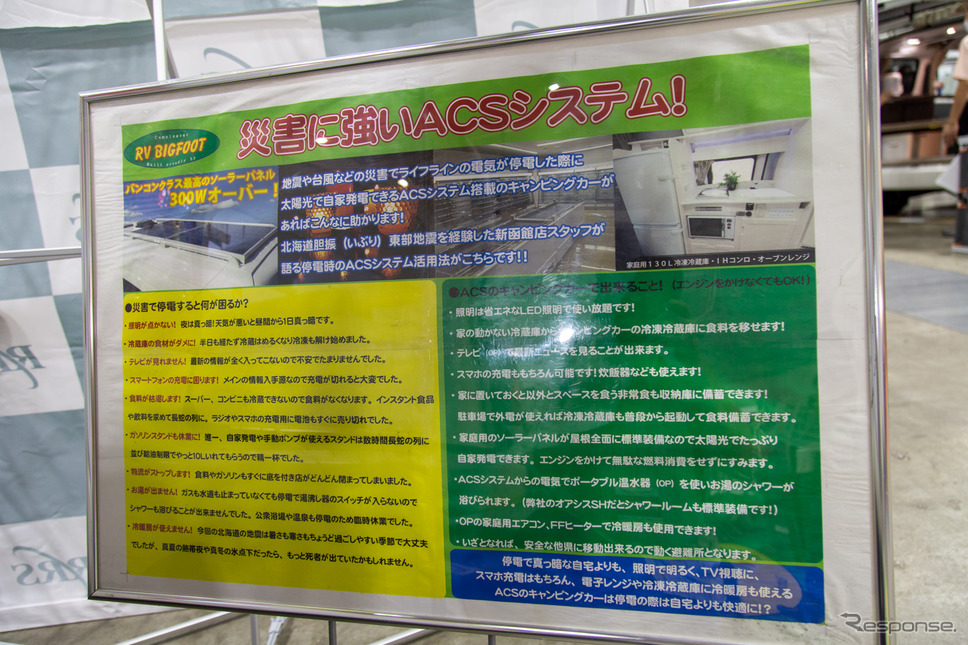 災害に強いACSシステム!
Camminaver
RV BIGFOOT
パンコンクラス最高のソーラーパネル
300Wオーバー!
地震や台風などの災害でライフラインの電気が停電した際に
太陽光で自家発電できるACSシステム搭載のキャンピングカーが
あればこんなに助かります!
北海道胆振(いぶり)東部地震を経験した新函館店スタッフが
語る停電時のACSシステム活用法がこちらです!!
家庭用130L冷凍冷蔵庫・IHコンロ・オーブンレンジ
●災害で停電すると何が困るか?
・照明が点かない! 夜は真っ暗!天気が悪いと昼間から1日真っ暗です。
・冷蔵庫の食材がダメに! 半日も経たず冷蔵はぬるくなり冷凍も解け始めました。
・テレビが見れません! 最新の情報が全く入ってこないので不安でたまりませんでした。
・スマートフォンの充電に困ります! メインの情報入手源なので充電が切れると大変でした。
・食料が枯渇します! スーパー、コンビニも冷蔵できないので食料がなくなります。インスタント食品
や飲料を求めて長蛇の列に。ラジオやスマホの充電用に電池もすぐに売り切れでした。
・ガソリンスタンドも休業に! 唯一、自家発電や手動ポンプが使えるスタンドは数時間長蛇の列に
並び給油制限でやっと10Lいれてもらうので精一杯でした。
・物流がストップします! 食料やガソリンもすぐに底を付き店がどんどん閉まってしまいました。
・お湯が出ません! ガスも水道も止まっていなくても停電で湯沸し器のスイッチが入らないので
シャワーも浴びることが出来ませんでした。公衆浴場や温泉も停電のため臨時休業でした。
・冷暖房が使えません! 今回の北海道の地震は暑さも寒さもちょうど過ごしやすい季節で大丈夫
でしたが、真夏の熱帯夜や真冬の氷点下だったら、もっと死者が出ていたかもしれません。
●ACSのキャンピングカーで出来ること! (エンジンをかけなくてもOK!)
・照明は省エネなLED照明で使い放題です!
・家の動かない冷蔵庫からキャンピングカーの冷凍冷蔵庫に食料を移せます!
・テレビ(OP)で最新ニュースを見ることが出来ます。
・スマホの充電ももちろん可能です!炊飯器なども使えます!
・家に置いておくと以外とスペースを食う非常食も収納庫に備蓄できます!
駐車場で外電が使えれば冷凍冷蔵庫も普段から起動して食料備蓄できます。
・家庭用のソーラーパネルが屋根全面に標準装備なので太陽光でたっぷり
自家発電できます。エンジンをかけて無駄な燃料消費をせずにすみます。
・ACSシステムからの電気でポータブル温水器(OP)を使いお湯のシャワーが
浴びられます。(弊社のオアシスSHだとシャワールームも標準装備です!)
・OPの家庭用エアコン、FFヒーターで冷暖房も使用できます!
・いざとなれば、安全な他県に移動出来るので動く避難所となります。
停電で真っ暗な自宅よりも、照明で明るく、TV視聴に、
スマホ充電はもちろん、電子レンジや冷凍冷蔵庫に冷暖房も使える
ACSのキャンピングカーは停電の際は自宅よりも快適に!?
Response.